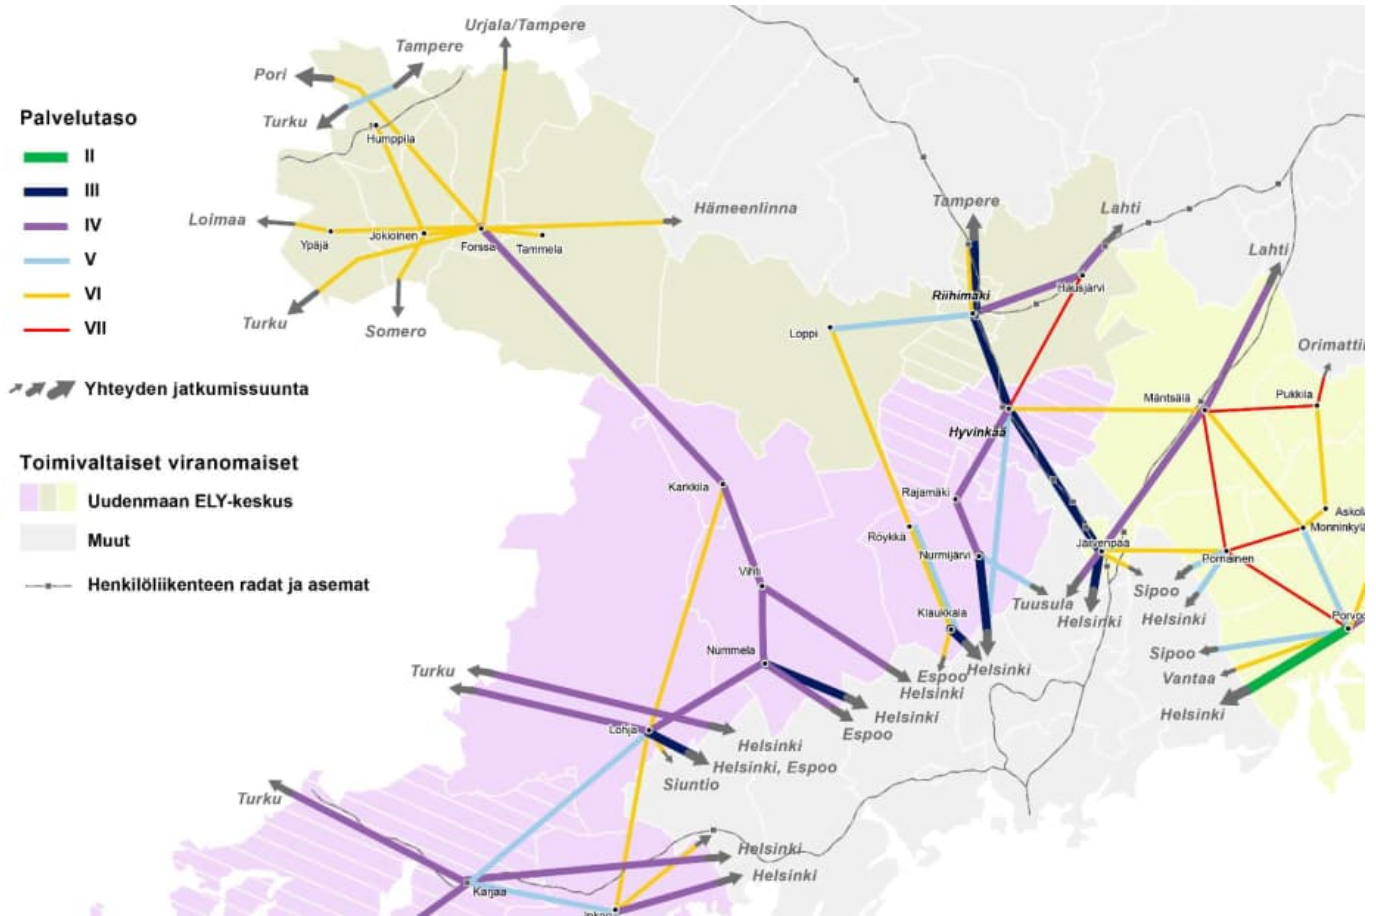 Palvelutaso
II
III
IV
V
VI
VII
Yhteyden jatkumissuunta
Toimivaltaiset viranomaiset
Uudenmaan ELY-keskus
Muut
Henkilöliikenteen radat ja asemat
Urjala/Tampere
Tampere
Pori
Turku
Humppila
Loimaa
Ypäjä
Jokioinen
Forssa
Tammela
Hämeenlinna
Turku
Somero
Tampere
Lahti
Lahti
Riihimäki
Hausjärvi
Loppi
Orimattil
Mäntsälä
Pukkila
Hyvinkää
Karkkila
Rajamäki
Askola
Monninkylä
Röykkä
Nurmijärvi
Järvenpää
Pornainen
Vihti
Klaukkala
Tuusula
Helsinki
Sipoo
Helsinki
Porvoo
Nummela
Espoo
Helsinki
Helsinki
Sipoo
Vantaa
Helsinki
Turku
Helsinki
Espoo
Lohja
Helsinki
Helsinki, Espoo
Siuntio
Turku
Helsinki
Helsinki
Karjaa